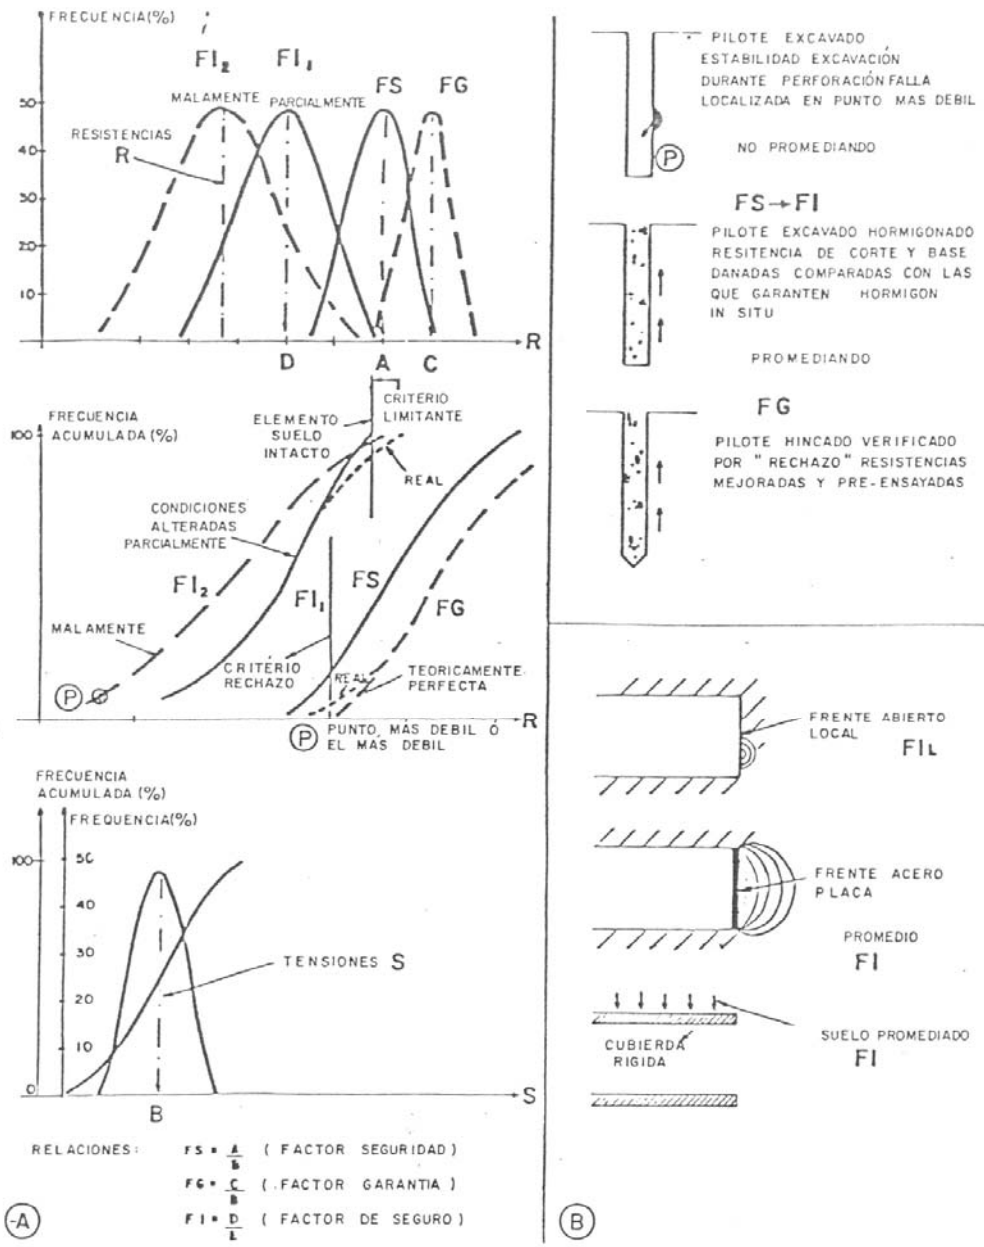 FRECUENCIA(%)
FI₂
FI₁
FS
FG
50
MALAMENTE
PARCIALMENTE
RESISTENCIAS
R
40
30
20
10
R
D
A
C
FRECUENCIA
ACUMULADA (%)
100
ELEMENTO
SUELO
INTACTO
CRITERIO
LIMITANTE
REAL
CONDICIONES
ALTERADAS
PARCIALMENTE
FI₂
FI₁
FS
FG
MALAMENTE
CRITÉRIO
RECHAZO
REAL
TEORICAMENTE
PERFECTA
P
R
P PUNTO MAS DEBIL Ó
EL MÁS DEBIL
FRECUENCIA
ACUMULADA (%)
FREQUENCIA(%)
100
50
40
30
TENSIONES S
20
10
0
S
B
RELACIONES:
FS = A/B ( FACTOR SEGURIDAD)
FG = C/B ( .FACTOR GARANTIA )
FI = D/ ( FACTOR DE SEGURO )
-A
PILOTE EXCAVADO
ESTABILIDAD EXCAVACIÓN
DURANTE PERFORACIÓN FALLA
LOCALIZADA EN PUNTO MAS DEBIL
P
NO PROMEDIANDO
FS→FI
PILOTE EXCAVADO HORMIGONADO
RESITENCIA DE CORTE Y BASE
DANADAS COMPARADAS CON LAS
QUE GARANTEN HORMIGON
IN SITU
PROMEDIANDO
FG
PILOTE HINCADO VERIFICADO
POR "RECHAZO" RESISTENCIAS
MEJORADAS Y PRE-ENSAYADAS
FRENTE ABIERTO
LOCAL
FIL
FRENTE ACERO
PLACA
PROMEDIO
FI
CUBIERDA
RIGIDA
SUELO PROMEDIADO
FI
B